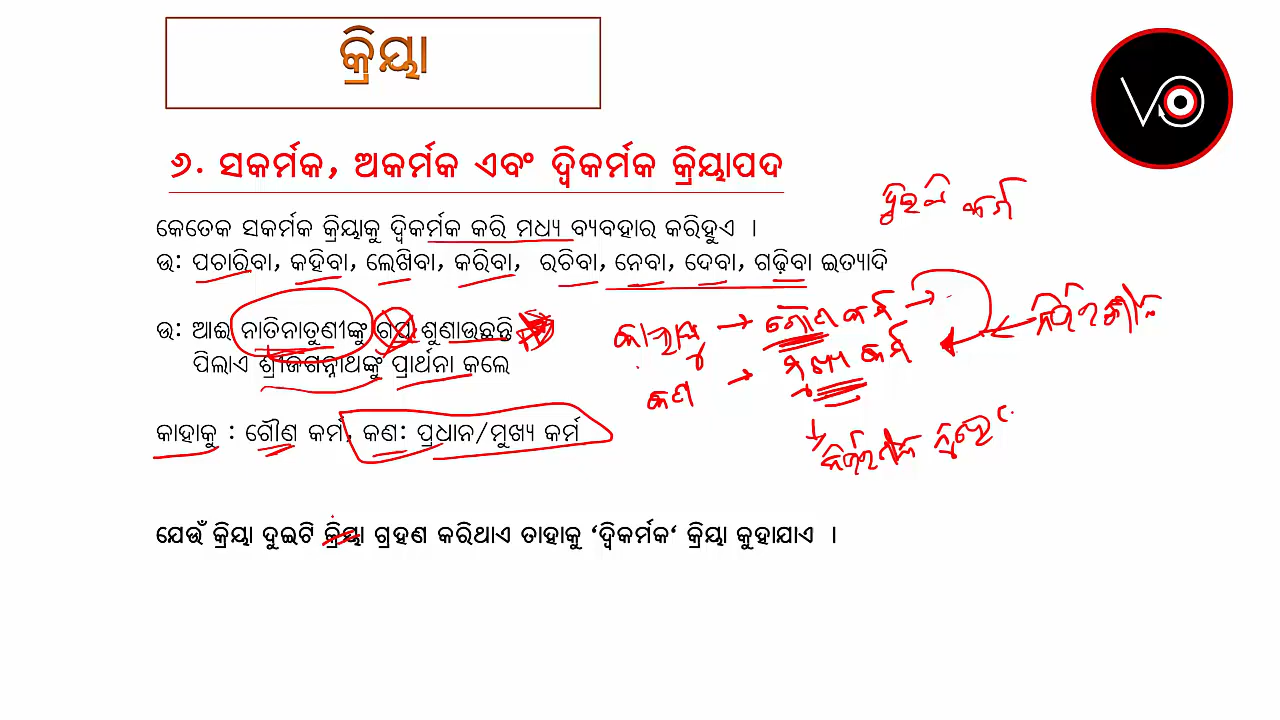 କ୍ରିୟା
୬. ସକର୍ମକ, ଅକର୍ମକ ଏବଂ ଦ୍ୱିକର୍ମକ କ୍ରିୟାପଦ
ଦୁଇଟି କର୍ମ
କେତେକ ସକର୍ମକ କ୍ରିୟାକୁ ଦ୍ୱିକର୍ମକ କରି ମଧ୍ୟ ବ୍ୟବହାର କରିହୁଏ ।
ଉ: ପଚାରିବା, କହିବା, ଲେଖିବା, କରିବା, ରଚିବା, ନେବା, ଦେବା, ଗଢ଼ିବା ଇତ୍ୟାଦି
ଉ: ଆଈ ନାତିନାତୁଣୀଙ୍କୁ ଗପ ଶୁଣାଉଛନ୍ତି
କାହାକୁ → ଗୌଣ କର୍ମ → ନିର୍ଭରଶୀଳ
ପିଲାଏ ଶ୍ରୀଜଗନ୍ନାଥଙ୍କୁ ପ୍ରାର୍ଥନା କଲେ
କଣ → ମୁଖ୍ୟ କର୍ମ
କାହାକୁ : ଗୌଣ କର୍ମ, କଣ: ପ୍ରଧାନ/ମୁଖ୍ୟ କର୍ମ
ନିର୍ଭରଶୀଳ ନୁହେଁ
ଯେଉଁ କ୍ରିୟା ଦୁଇଟି କ୍ରିୟା ଗ୍ରହଣ କରିଥାଏ ତାହାକୁ ‘ଦ୍ୱିକର୍ମକ‘ କ୍ରିୟା କୁହାଯାଏ ।